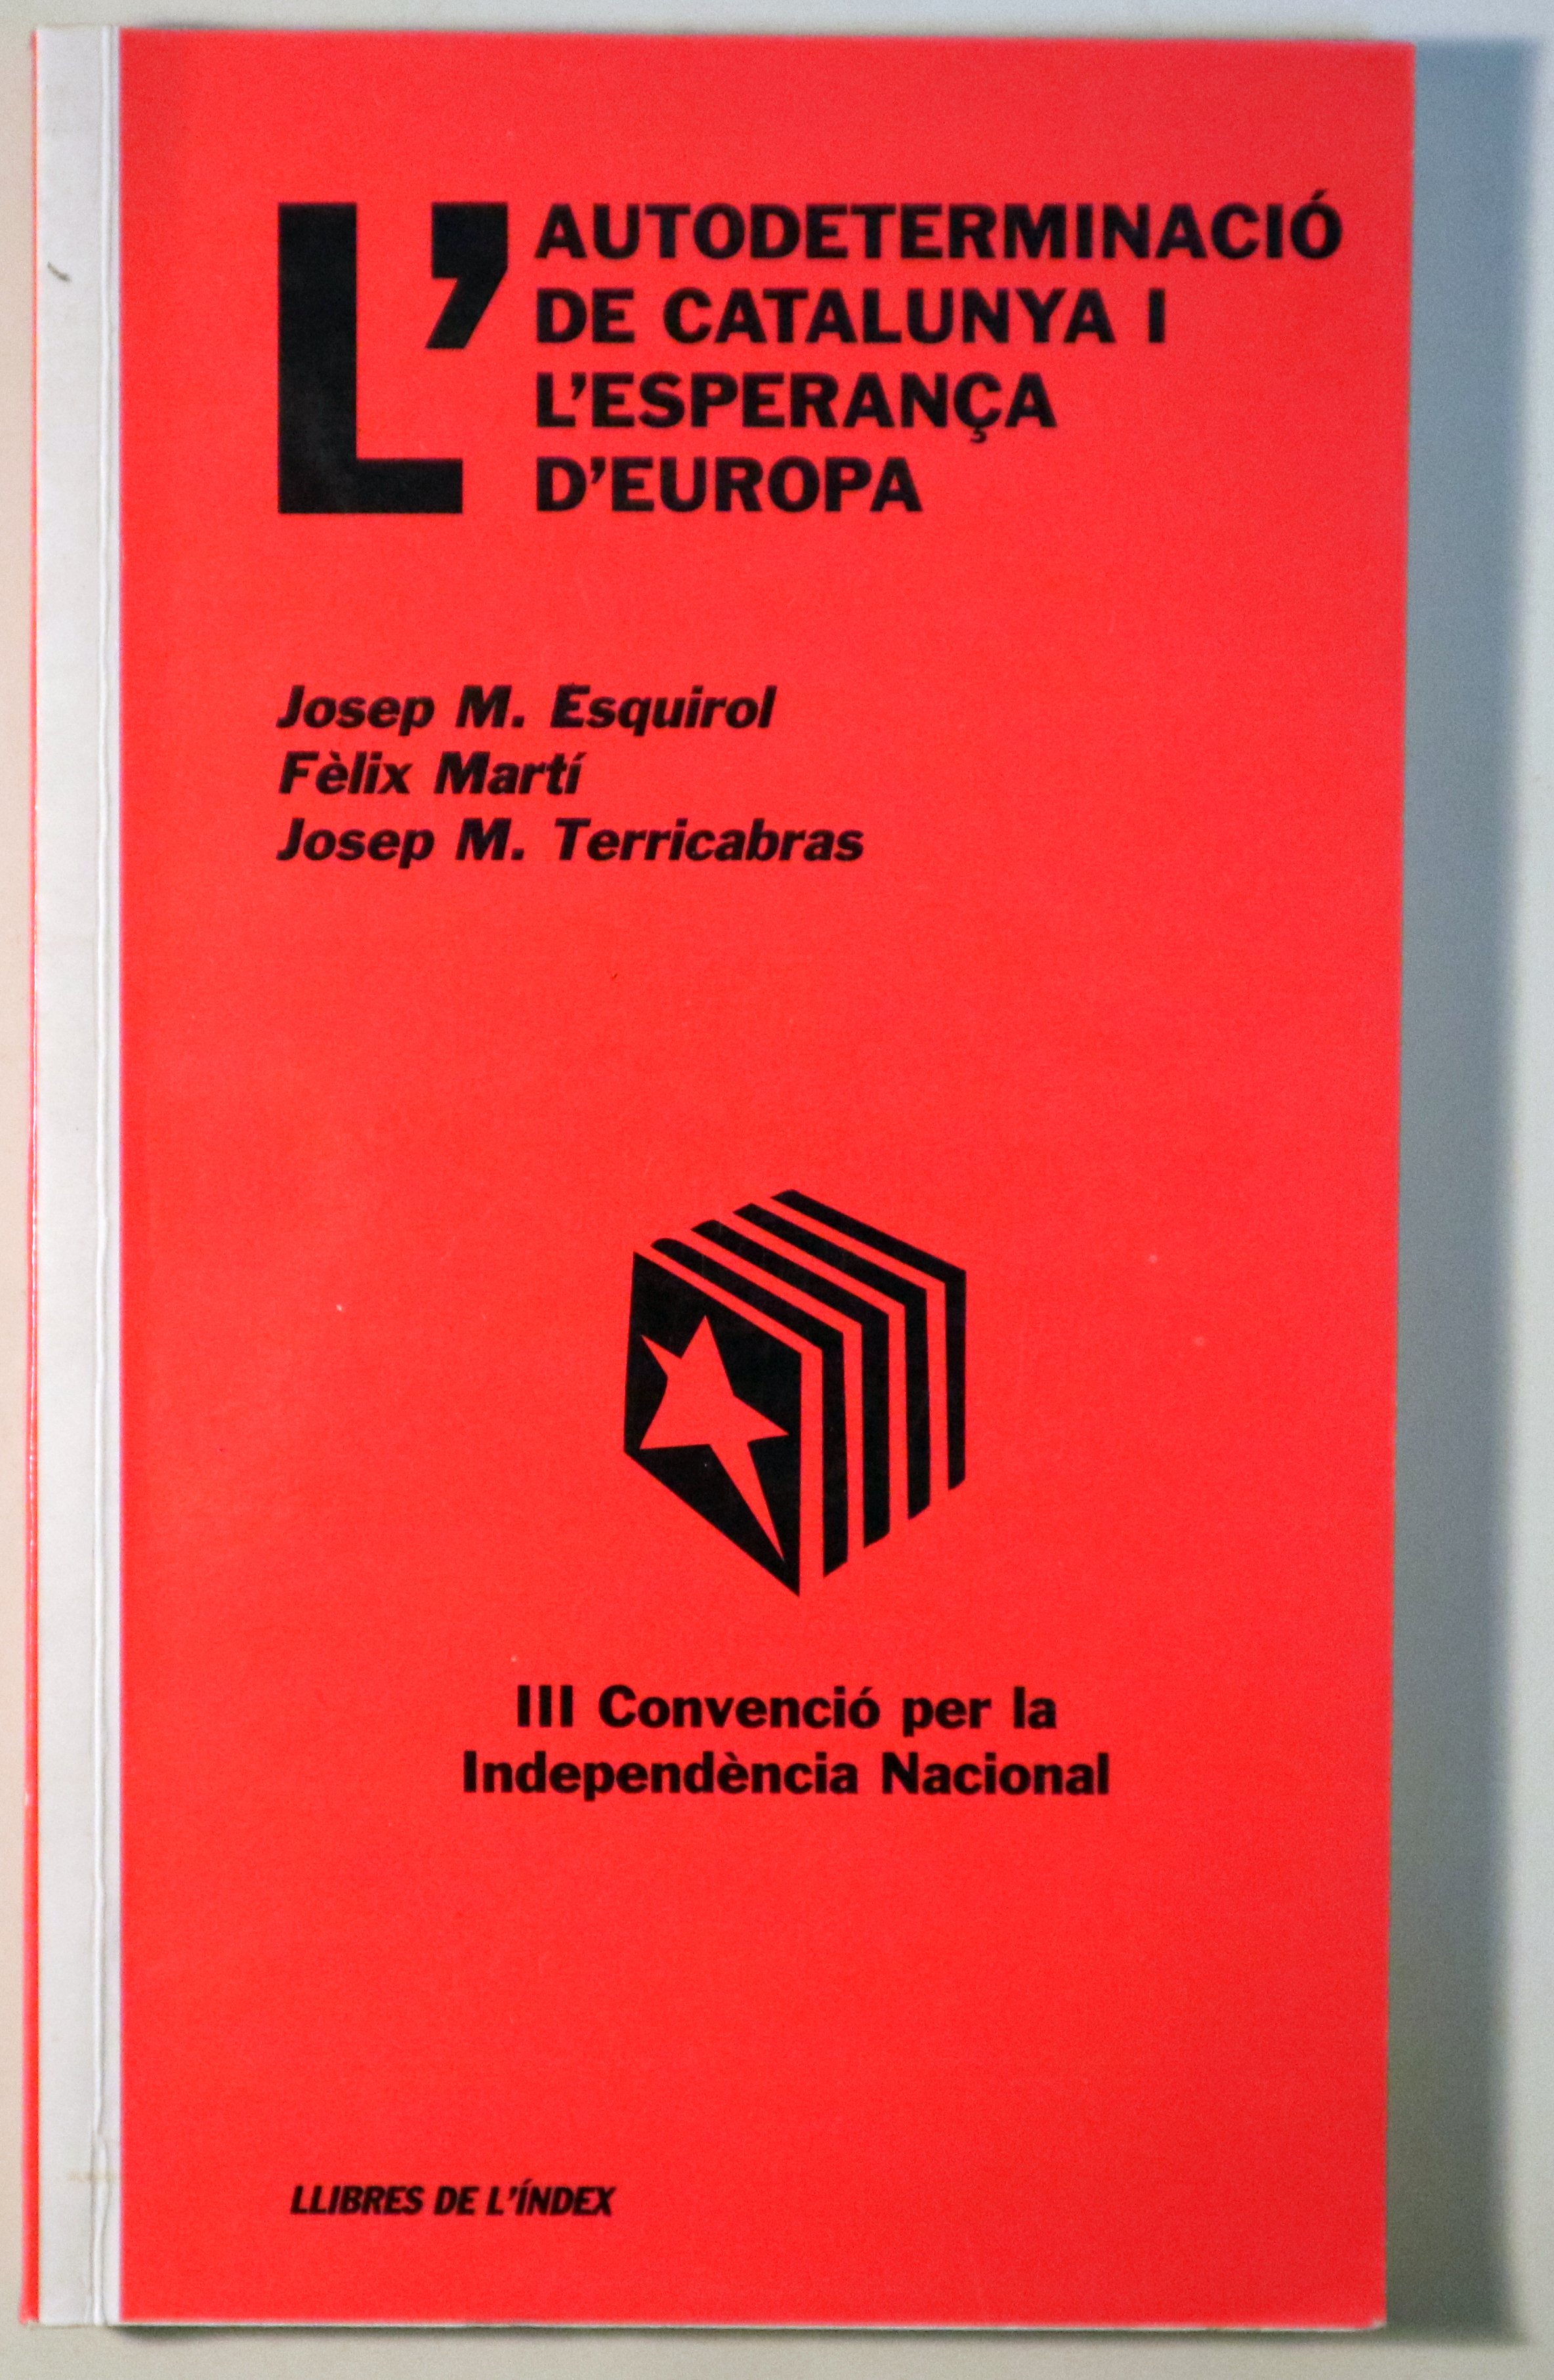 L'AUTODETERMINACIÓ
DE CATALUNYA I
L'ESPERANÇA
D'EUROPA
Josep M. Esquirol
Fèlix Martí
Josep M. Terricabras
III Convenció per la
Independència Nacional
LLIBRES DE L'ÍNDEX